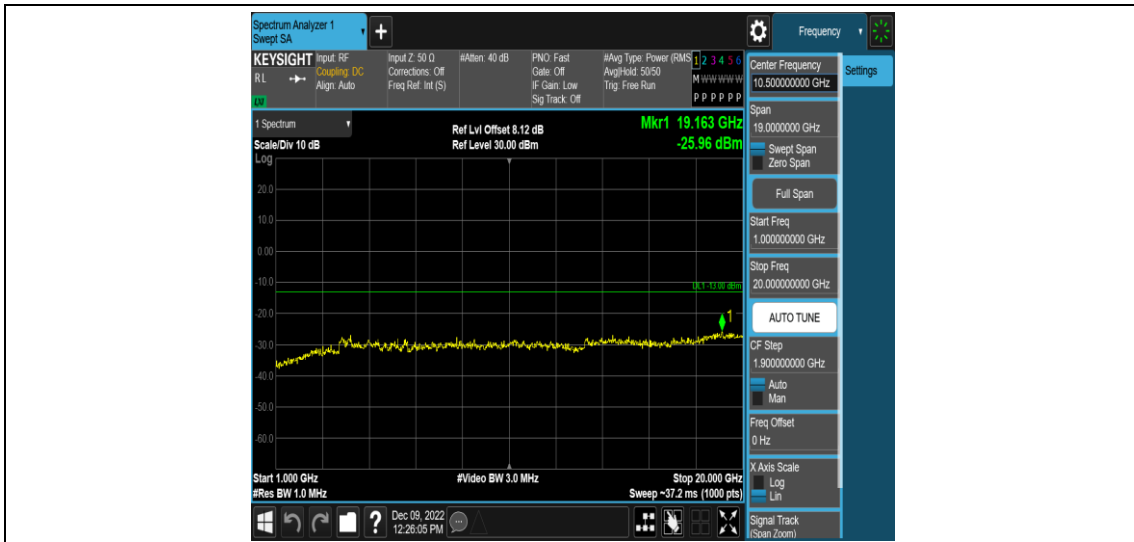 Spectrum Analyzer 1
Swept SA
+
Frequency
KEYSIGHT
RL
LM
Input: RF
Coupling: DC
Align: Auto
Input Z: 50 Ω
Corrections: Off
Freq Ref: Int (S)
#Atten: 40 dB
PNO: Fast
Gate: Off
IF Gain: Low
Sig Track: Off
#Avg Type: Power (RMS
Avg|Hold: 50/50
Trig: Free Run
1 2 3 4 5 6
M W W W W W
P P P P P P
Center Frequency
10.500000000 GHz
Settings
Span
19.0000000 GHz
Swept Span
Zero Span
Full Span
Start Freq
1.000000000 GHz
Stop Freq
20.000000000 GHz
AUTO TUNE
CF Step
1.900000000 GHz
Auto
Man
Freq Offset
0 Hz
X Axis Scale
Log
Lin
Signal Track
(Span Zoom)
1 Spectrum
Scale/Div 10 dB
Ref Lvl Offset 8.12 dB
Ref Level 30.00 dBm
Mkr1 19.163 GHz
-25.96 dBm
Log
20.0
10.0
0.00
-10.0
DL1 -13.00 dBm
-20.0
1
-30.0
-40.0
-50.0
-60.0
Start 1.000 GHz
#Video BW 3.0 MHz
Stop 20.000 GHz
#Res BW 1.0 MHz
Sweep ~37.2 ms (1000 pts)
?
Dec 09, 2022
12:26:05 PM